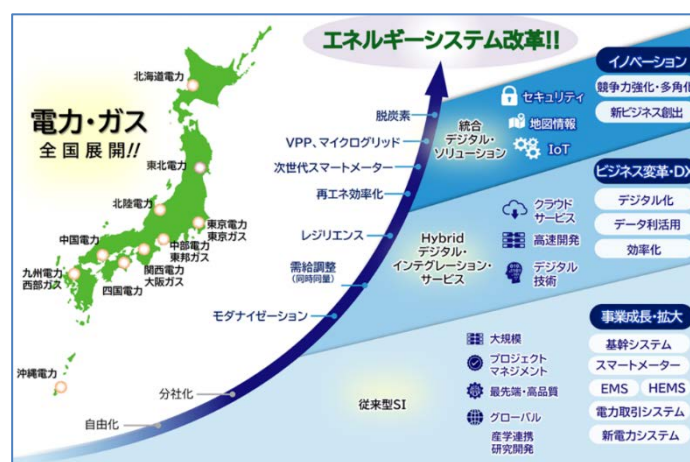 エネルギーシステム改革!!
電力・ガス
全国展開!!
北海道電力
東北電力
北陸電力
東京電力
東京ガス
中国電力
中部電力
東邦ガス
九州電力
西部ガス
関西電力
大阪ガス
四国電力
沖縄電力
脱炭素
VPP、マイクログリッド
次世代スマートメーター
再エネ効率化
レジリエンス
需給調整
(同時同量)
モダナイゼーション
分社化
自由化
統合
デジタル・
ソリューション
セキュリティ
地図情報
IoT
イノベーション
競争力強化・多角化
新ビジネス創出
Hybrid
デジタル・
インテグレーション・
サービス
クラウド
サービス
高速開発
デジタル
技術
ビジネス変革・DX
デジタル化
データ利活用
効率化
従来型SI
大規模
プロジェクト
マネジメント
最先端・高品質
グローバル
産学連携
研究開発
事業成長・拡大
基幹システム
スマートメーター
EMS
HEMS
電力取引システム
新電力システム